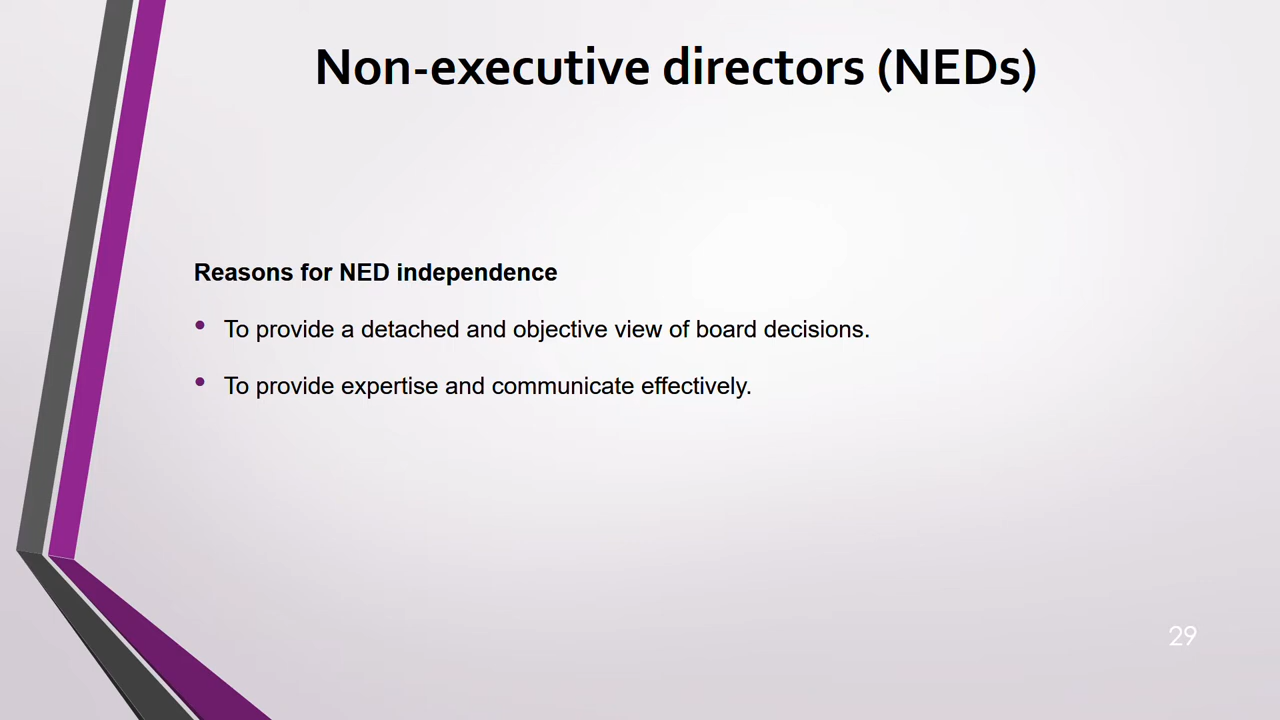 Non-executive directors (NEDs)
Reasons for NED independence
• To provide a detached and objective view of board decisions.
• To provide expertise and communicate effectively.
29